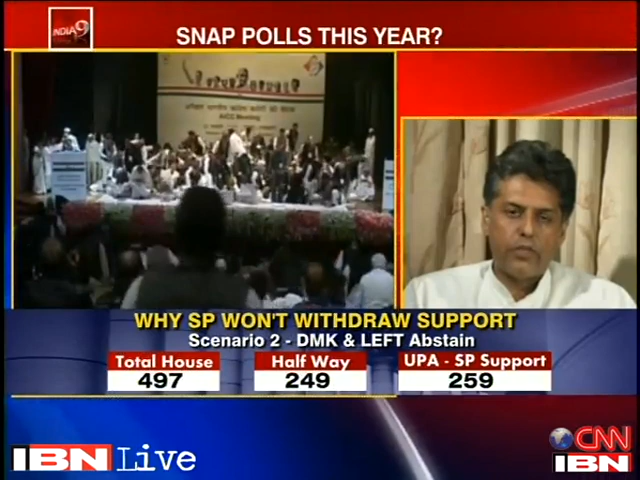 INDIA 9
SNAP POLLS THIS YEAR?
AICC Meeting
WHY SP WON'T WITHDRAW SUPPORT
Scenario 2 - DMK & LEFT Abstain
Total House
Half Way
UPA - SP Support
497
249
259
IBN Live
CNN
IBN